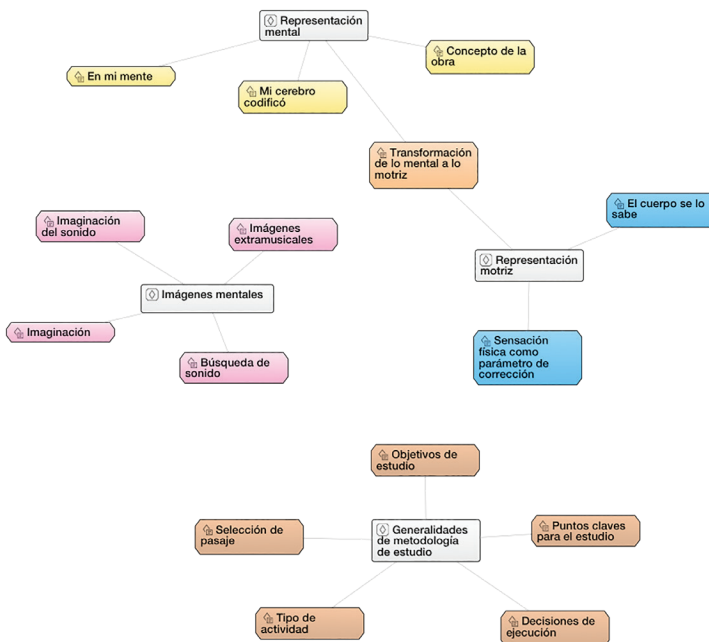 Representación
mental
Concepto de la
obra
En mi mente
Mi cerebro
codificó
Transformación
de lo mental a lo
motriz
El cuerpo se lo
sabe
Imaginación
del sonido
Imágenes
extramusicales
Representación
motriz
Imágenes mentales
Imaginación
Sensación
física como
parámetro de
corrección
Búsqueda de
sonido
Objetivos de
estudio
Selección de
pasaje
Generalidades
de metodología
de estudio
Puntos claves
para el estudio
Tipo de
actividad
Decisiones de
ejecución